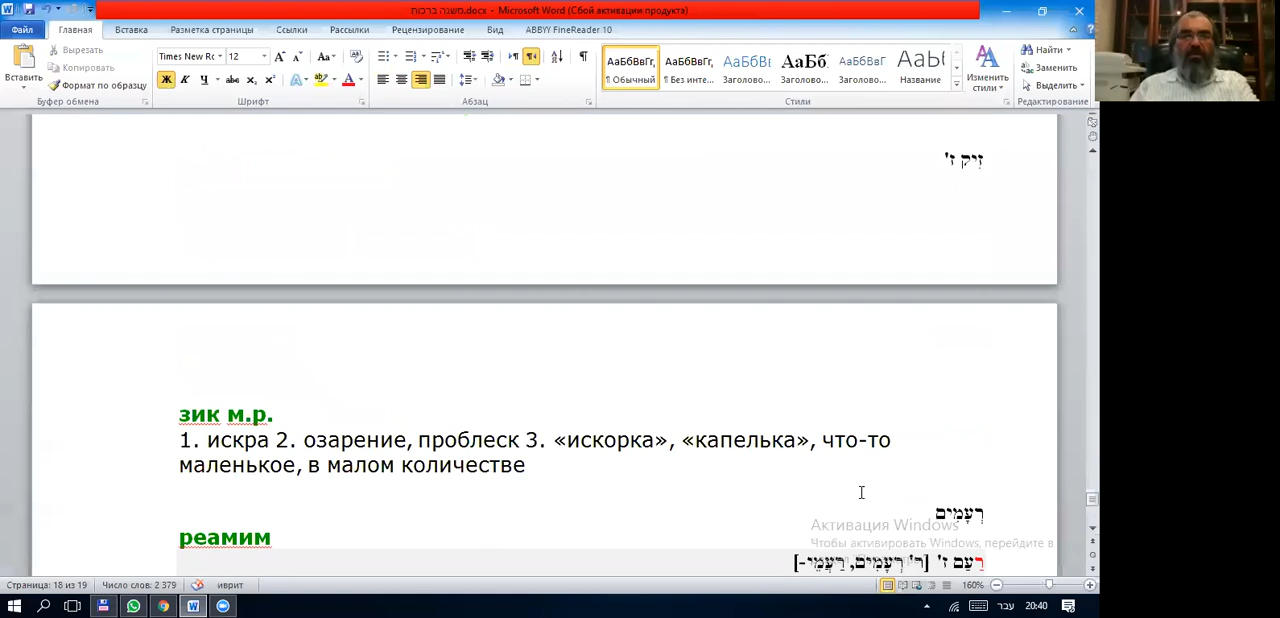 משנה ברכות.docx - Microsoft Word (Сбой активации продукта)
Файл
Главная
Вставка
Разметка страницы
Ссылки
Рассылки
Рецензирование
Вид
ABBYY FineReader 10
Вставить
Вырезать
Копировать
Формат по образцу
Буфер обмена
Times New Ro
12
Шрифт
Абзац
АаБбВвГг,
¶ Обычный
АаБбВвГг,
¶ Без инте...
АаБбВı
Заголово...
АаБбı
Заголово...
АаБбВвГ
Заголово...
АаБı
Название
Стили
Изменить
стили
Найти
Заменить
Выделить
Редактирование
זִיק ז'
зик м.р.
1. искра 2. озарение, проблеск 3. «искорка», «капелька», что-то
маленькое, в малом количестве
רְעָמִים
реамим
רַעַם ז' [ר' רְעָמִים, רַעֲמֵי-]
Активация Windows
Чтобы активировать Windows, перейдите в
Страница: 18 из 19
Число слов: 2 379
иврит
160%
עבר
20:40